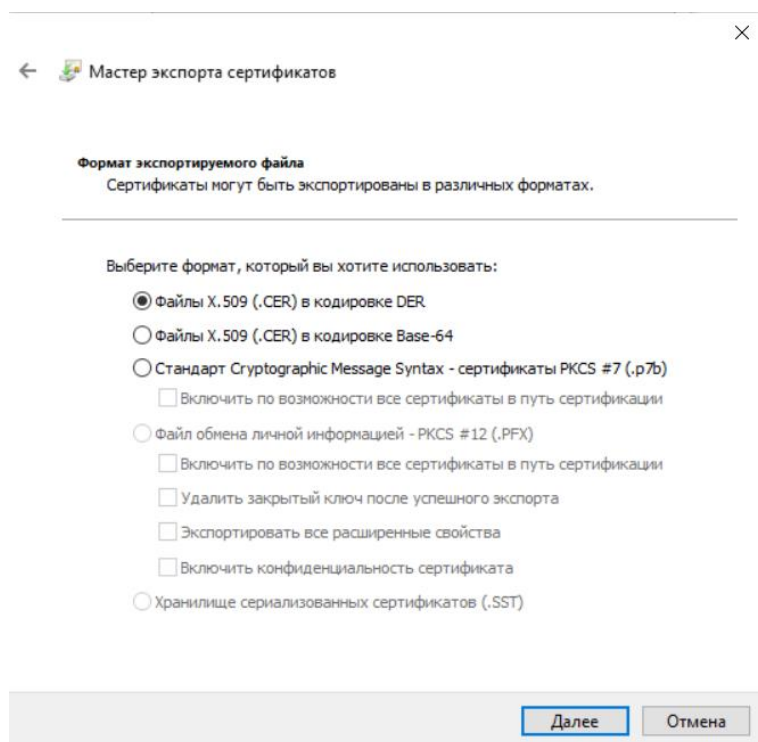 Мастер экспорта сертификатов
Формат экспортируемого файла
Сертификаты могут быть экспортированы в различных форматах.
Выберите формат, который вы хотите использовать:
Файлы X.509 (.CER) в кодировке DER
Файлы X.509 (.CER) в кодировке Base-64
Стандарт Cryptographic Message Syntax - сертификаты PKCS #7 (.p7b)
Включить по возможности все сертификаты в путь сертификации
Файл обмена личной информацией - PKCS #12 (.PFX)
Включить по возможности все сертификаты в путь сертификации
Удалить закрытый ключ после успешного экспорта
Экспортировать все расширенные свойства
Включить конфиденциальность сертификата
Хранилище сериализованных сертификатов (.SST)
Далее Отмена